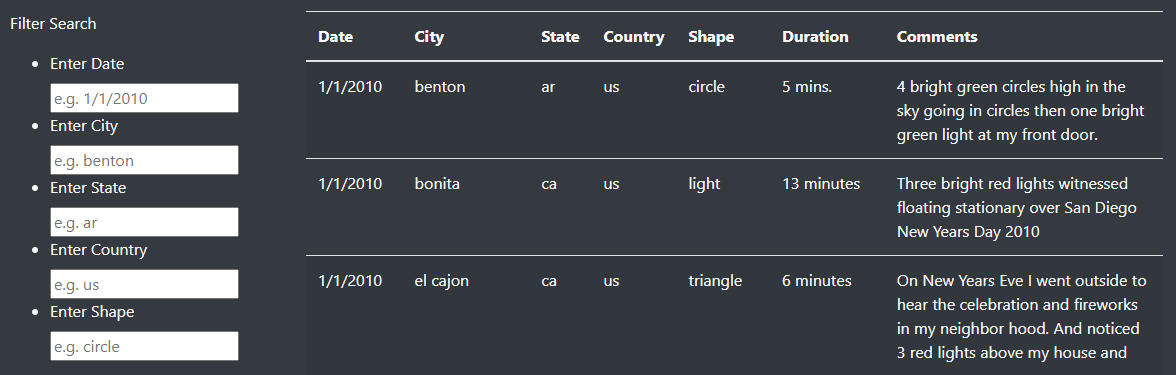 Filter Search
Enter Date
e.g. 1/1/2010
Enter City
e.g. benton
Enter State
e.g. ar
Enter Country
e.g. us
Enter Shape
e.g. circle
Date City State Country Shape Duration Comments
1/1/2010 benton ar us circle 5 mins. 4 bright green circles high in the
sky going in circles then one bright
green light at my front door.
1/1/2010 bonita ca us light 13 minutes Three bright red lights witnessed
floating stationary over San Diego
New Years Day 2010
1/1/2010 el cajon ca us triangle 6 minutes On New Years Eve I went outside to
hear the celebration and fireworks
in my neighbor hood. And noticed
3 red lights above my house and